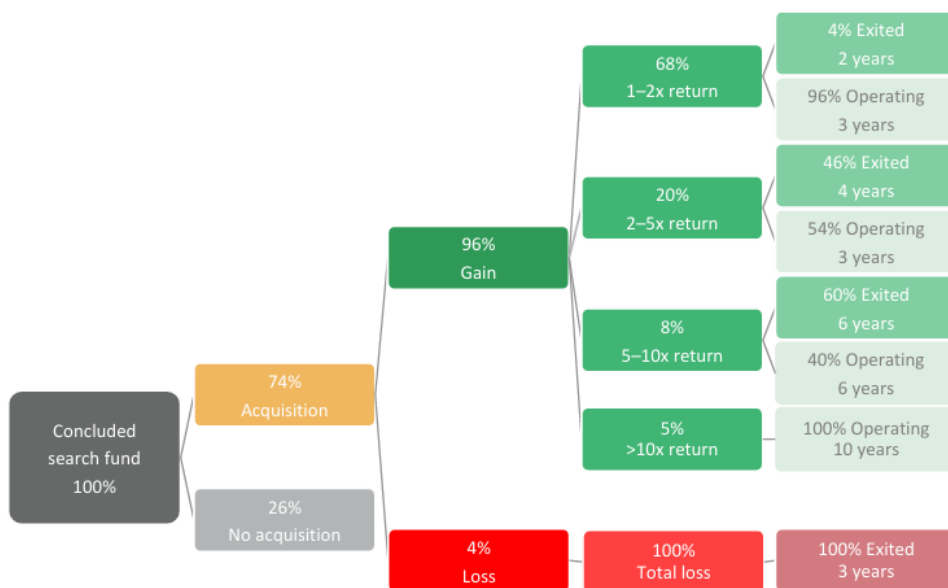 Concluded
search fund
100%
74%
Acquisition
26%
No acquisition
96%
Gain
4%
Loss
68%
1–2x return
20%
2–5x return
8%
5–10x return
5%
>10x return
100%
Total loss
4% Exited
2 years
96% Operating
3 years
46% Exited
4 years
54% Operating
3 years
60% Exited
6 years
40% Operating
6 years
100% Operating
10 years
100% Exited
3 years